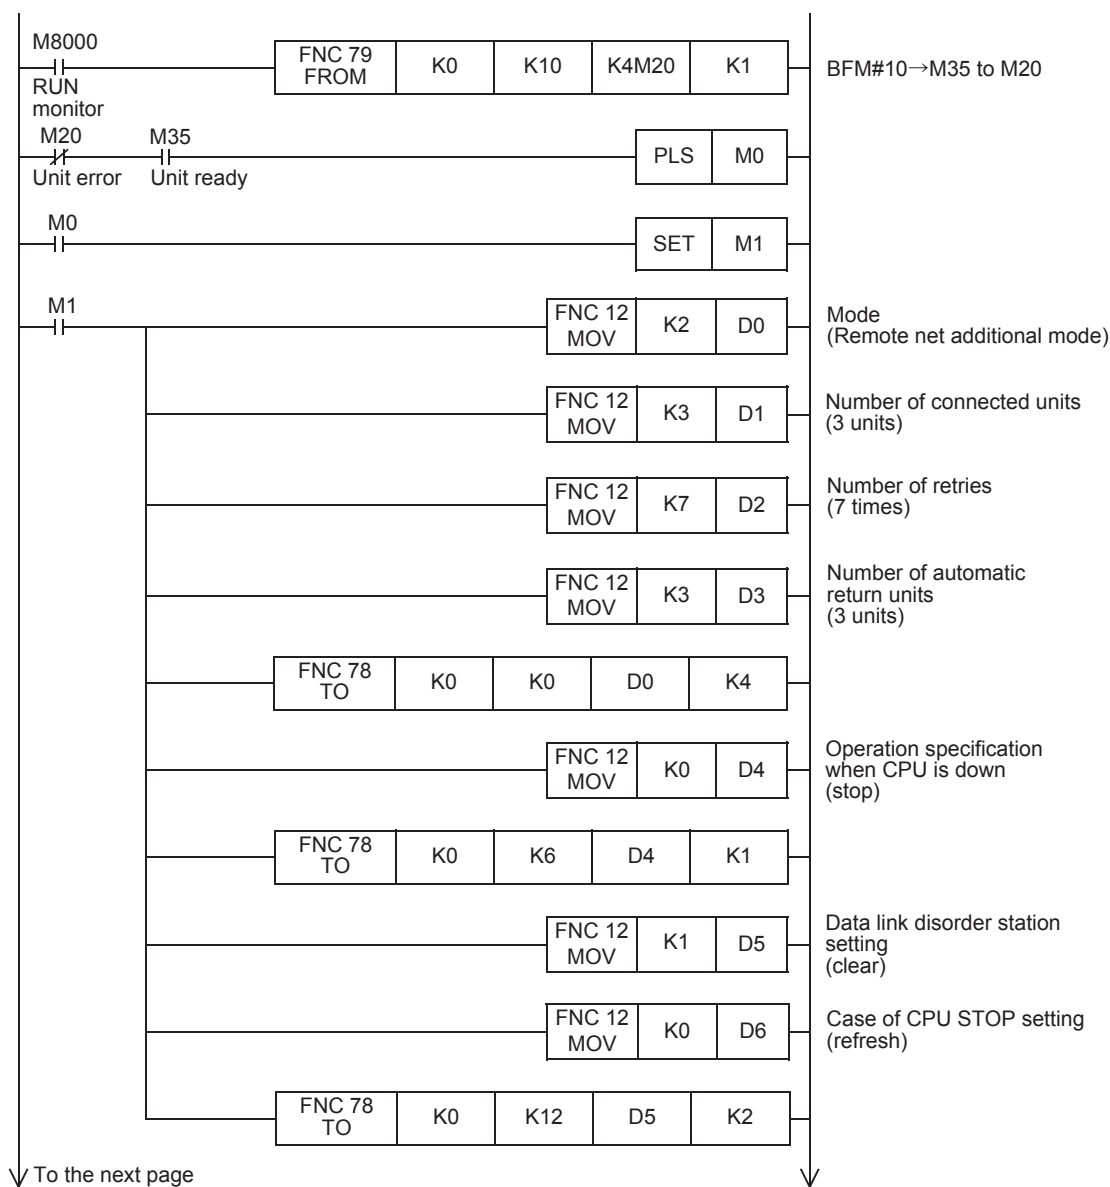 M8000
RUN
monitor
FNC 79
FROM
K0
K10
K4M20
K1
BFM#10→M35 to M20
M20
Unit error
M35
Unit ready
PLS
M0
M0
SET
M1
M1
FNC 12
MOV
K2
D0
Mode
(Remote net additional mode)
FNC 12
MOV
K3
D1
Number of connected units
(3 units)
FNC 12
MOV
K7
D2
Number of retries
(7 times)
FNC 12
MOV
K3
D3
Number of automatic
return units
(3 units)
FNC 78
TO
K0
K0
D0
K4
FNC 12
MOV
K0
D4
Operation specification
when CPU is down
(stop)
FNC 78
TO
K0
K6
D4
K1
FNC 12
MOV
K1
D5
Data link disorder station
setting
(clear)
FNC 12
MOV
K0
D6
Case of CPU STOP setting
(refresh)
FNC 78
TO
K0
K12
D5
K2
To the next page